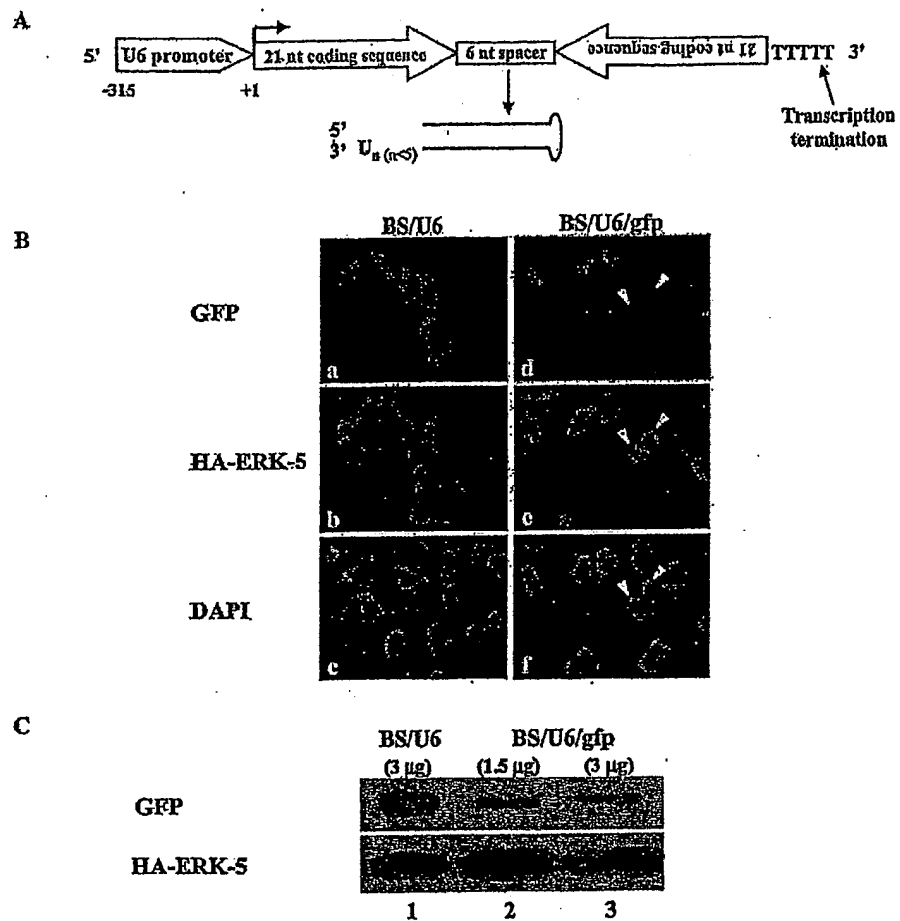 A
5' U6 promoter 21-nt coding sequence 6 nt spacer 21 nt coding sequence TTTTT 3'
-315 +1
Transcription
termination
5'
3' Un (n<5)
B
BS/U6 BS/U6/gfp
GFP
a d
HA-ERK-5
b e
DAPI
c f
C
BS/U6 BS/U6/gfp
(3 µg) (1.5 µg) (3 µg)
GFP
HA-ERK-5
1 2 3